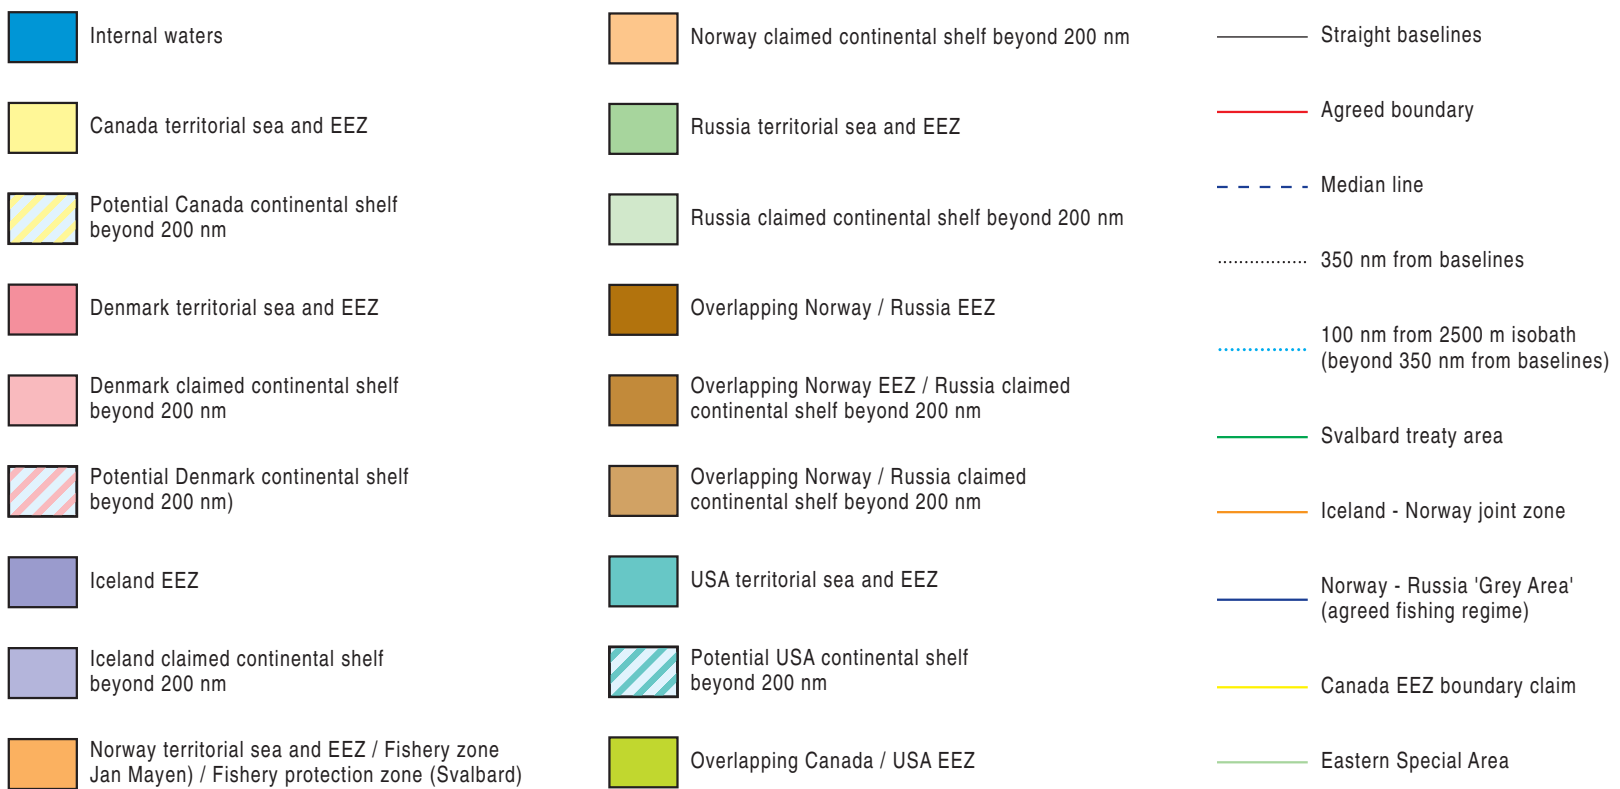 Internal waters
Canada territorial sea and EEZ
Potential Canada continental shelf
beyond 200 nm
Denmark territorial sea and EEZ
Denmark claimed continental shelf
beyond 200 nm
Potential Denmark continental shelf
beyond 200 nm)
Iceland EEZ
Iceland claimed continental shelf
beyond 200 nm
Norway territorial sea and EEZ / Fishery zone
Jan Mayen) / Fishery protection zone (Svalbard)
Norway claimed continental shelf beyond 200 nm
Russia territorial sea and EEZ
Russia claimed continental shelf beyond 200 nm
Overlapping Norway / Russia EEZ
Overlapping Norway EEZ / Russia claimed
continental shelf beyond 200 nm
Overlapping Norway / Russia claimed
continental shelf beyond 200 nm
USA territorial sea and EEZ
Potential USA continental shelf
beyond 200 nm
Overlapping Canada / USA EEZ
Straight baselines
Agreed boundary
Median line
350 nm from baselines
100 nm from 2500 m isobath
(beyond 350 nm from baselines)
Svalbard treaty area
Iceland - Norway joint zone
Norway - Russia 'Grey Area'
(agreed fishing regime)
Canada EEZ boundary claim
Eastern Special Area